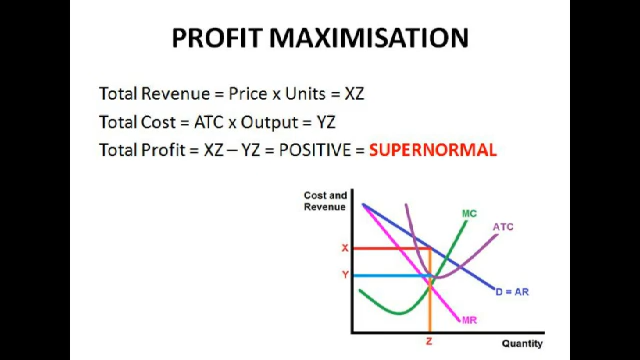 PROFIT MAXIMISATION
Total Revenue = Price x Units = XZ
Total Cost = ATC x Output = YZ
Total Profit = XZ – YZ = POSITIVE = SUPERNORMAL
Cost and
Revenue
MC
ATC
X
Y
D = AR
MR
Z
Quantity